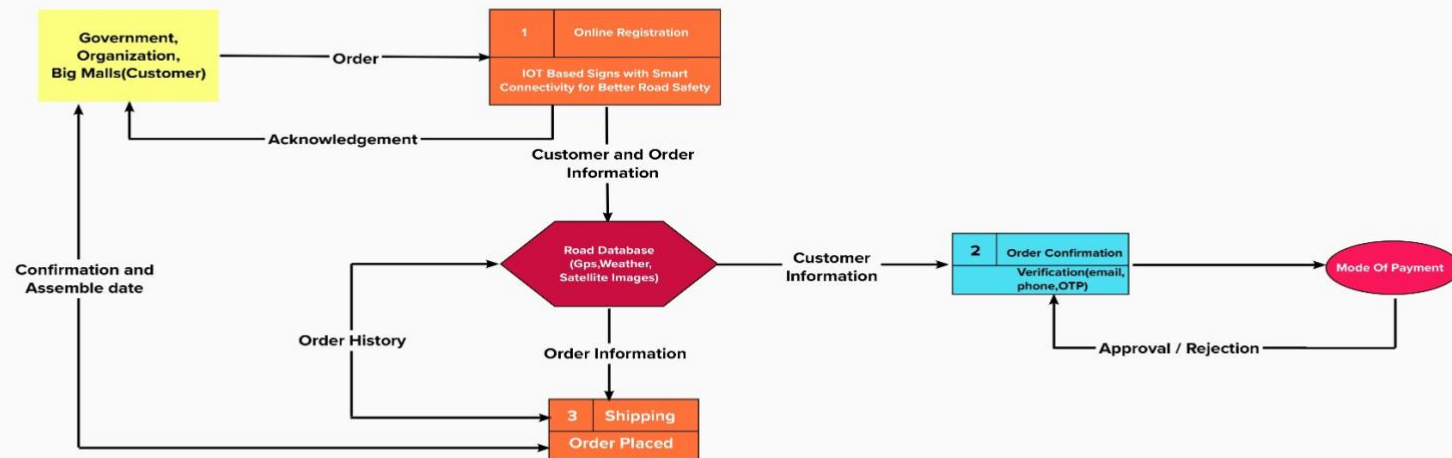 Government,
Organization,
Big Malls(Customer)
Order
1
Online Registration
IOT Based Signs with Smart
Connectivity for Better Road Safety
Acknowledgement
Customer and Order
Information
Road Database
(Gps,Weather,
Satellite Images)
Customer
Information
2
Order Confirmation
Verification(email,
phone,OTP)
Mode Of Payment
Confirmation and
Assemble date
Order History
Order Information
Approval / Rejection
3
Shipping
Order Placed